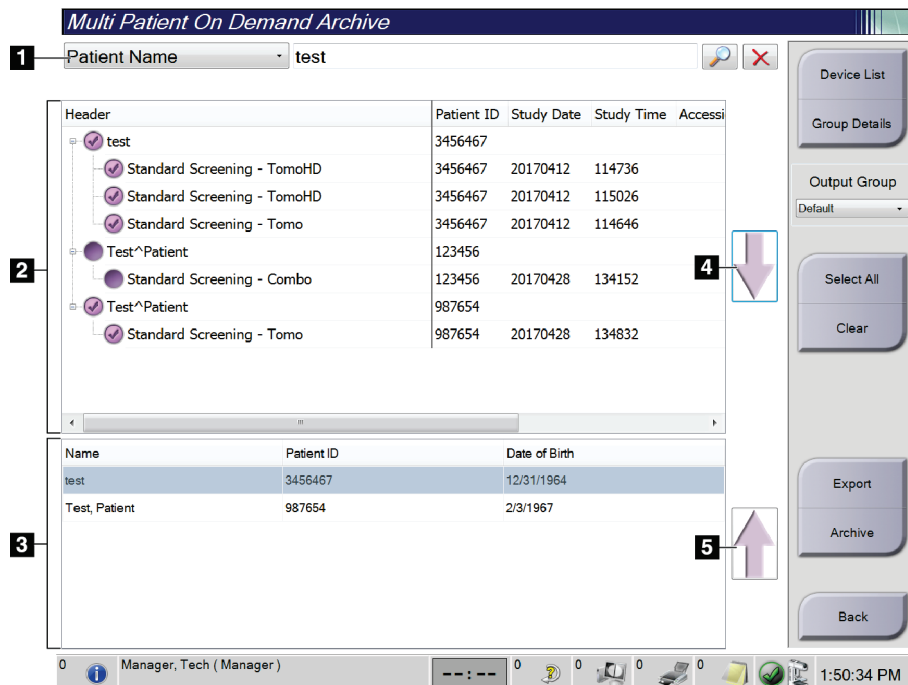 Multi Patient On Demand Archive
1 Patient Name test
Device List
Group Details
Output Group
Default
Select All
Clear
Export
Archive
Back
2
Header Patient ID Study Date Study Time Accessi
test 3456467
Standard Screening - TomoHD 3456467 20170412 114736
Standard Screening - TomoHD 3456467 20170412 115026
Standard Screening - Tomo 3456467 20170412 114646
Test^Patient 123456
Standard Screening - Combo 123456 20170428 134152
Test^Patient 987654
Standard Screening - Tomo 987654 20170428 134832
4
3
Name Patient ID Date of Birth
test 3456467 12/31/1964
Test, Patient 987654 2/3/1967
5
0 Manager, Tech ( Manager ) --:-- 0 0 0 0 1:50:34 PM